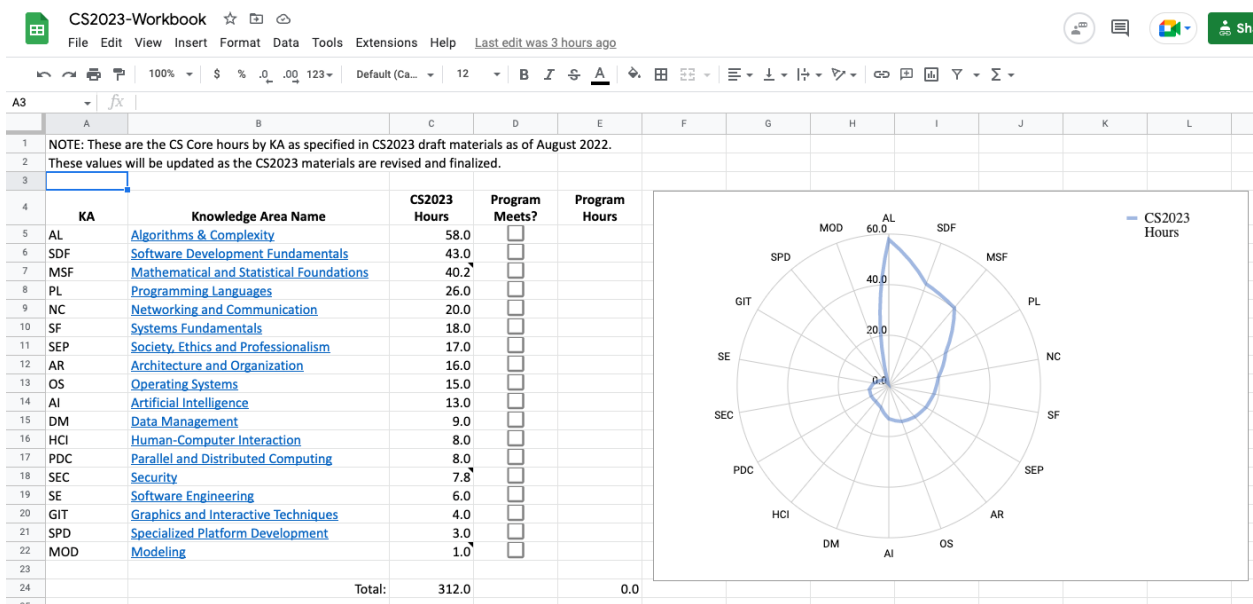 CS2023-Workbook
File Edit View Insert Format Data Tools Extensions Help Last edit was 3 hours ago
Sh
100% $ % .0 .00 123 Default (Ca... 12 B I S A
A3 fx
A B C D E F G H I J K L
1 NOTE: These are the CS Core hours by KA as specified in CS2023 draft materials as of August 2022.
2 These values will be updated as the CS2023 materials are revised and finalized.
3
CS2023 Program Program
4 KA Knowledge Area Name Hours Meets? Hours
5 AL Algorithms & Complexity 58.0
6 SDF Software Development Fundamentals 43.0
7 MSF Mathematical and Statistical Foundations 40.2
8 PL Programming Languages 26.0
9 NC Networking and Communication 20.0
10 SF Systems Fundamentals 18.0
11 SEP Society, Ethics and Professionalism 17.0
12 AR Architecture and Organization 16.0
13 OS Operating Systems 15.0
14 AI Artificial Intelligence 13.0
15 DM Data Management 9.0
16 HCI Human-Computer Interaction 8.0
17 PDC Parallel and Distributed Computing 8.0
18 SEC Security 7.8
19 SE Software Engineering 6.0
20 GIT Graphics and Interactive Techniques 4.0
21 SPD Specialized Platform Development 3.0
22 MOD Modeling 1.0
23
24 Total: 312.0 0.0
AL
MOD 60.0 SDF
SPD MSF
40.0
GIT PL
20.0
SE NC
0.0
SEC SF
PDC SEP
HCI AR
DM OS
AI
CS2023
Hours